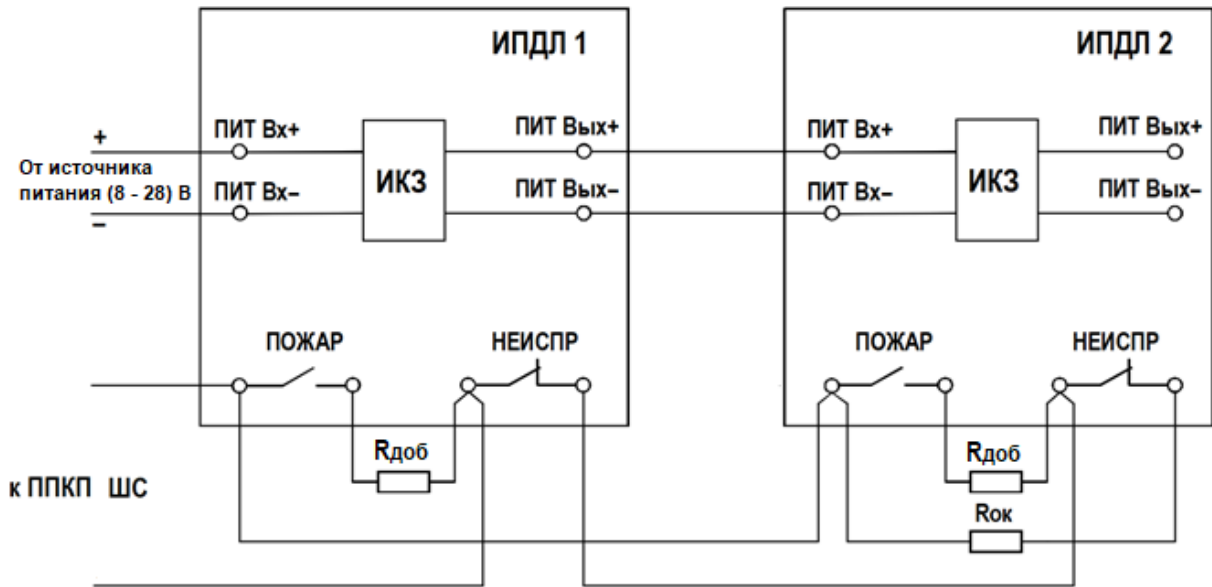 ИПДЛ 1
ИПДЛ 2
+
ПИТ Вх+
ПИТ Вых+
ПИТ Вх+
ПИТ Вых+
От источника
питания (8 - 28) В
ИКЗ
ИКЗ
ПИТ Вх–
ПИТ Вых–
ПИТ Вх–
ПИТ Вых–
–
ПОЖАР
НЕИСПР
ПОЖАР
НЕИСПР
Rдоб
Rдоб
к ППКП ШС
Rок